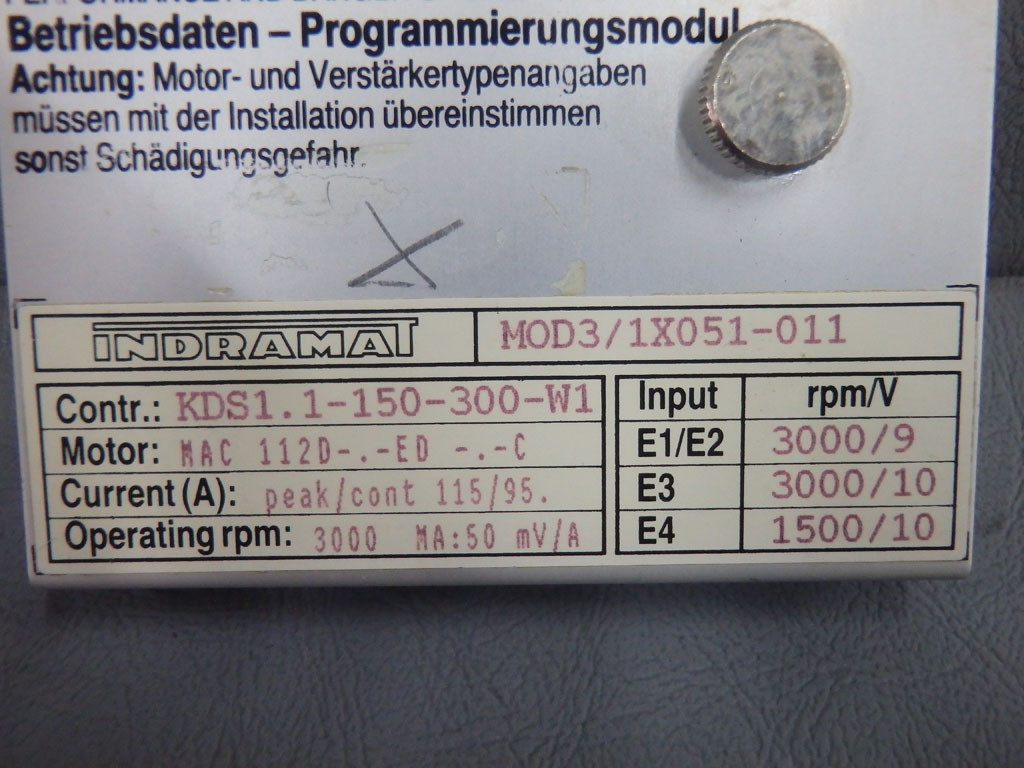 Betriebsdaten – Programmierungsmodul
Achtung: Motor- und Verstärkertypenangaben
müssen mit der Installation übereinstimmen
sonst Schädigungsgefahr.
INDRAMAT MOD3/1X051-011
Contr.: KDS1.1-150-300-W1
Motor: MAC 112D-.-ED -.-C
Current (A): peak/cont 115/95.
Operating rpm: 3000 MA:50 mV/A
Input rpm/V
E1/E2 3000/9
E3 3000/10
E4 1500/10